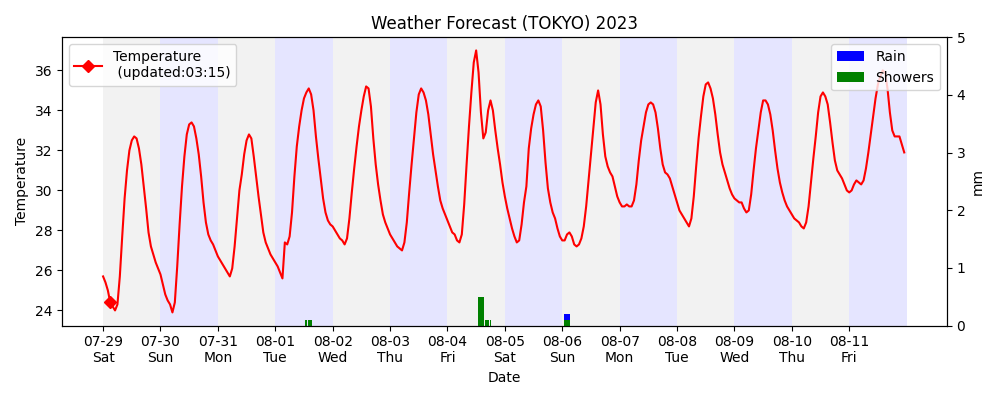 Weather Forecast (TOKYO) 2023
Temperature
(updated:03:15)
Rain
Showers
Temperature
36
34
32
30
28
26
24
5
4
3
2
1
0
mm
07-29 07-30 07-31 08-01 08-02 08-03 08-04 08-05 08-06 08-07 08-08 08-09 08-10 08-11
Sat Sun Mon Tue Wed Thu Fri Sat Sun Mon Tue Wed Thu Fri
Date